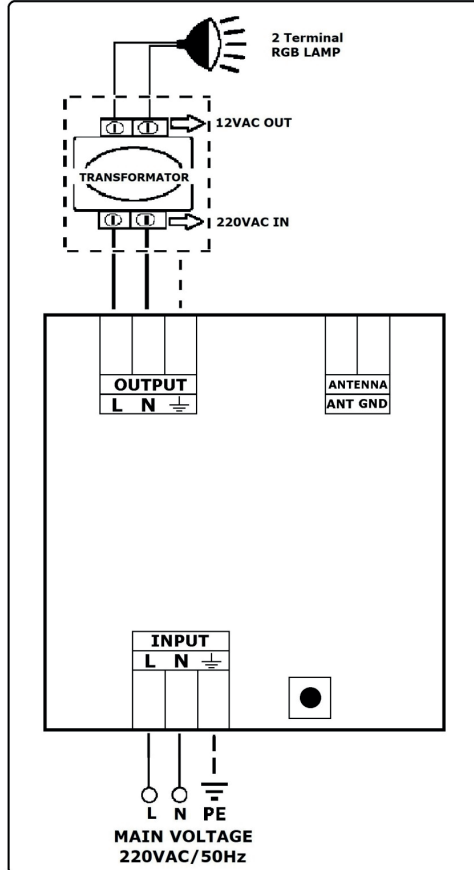 2 Terminal
RGB LAMP
12VAC OUT
TRANSFORMATOR
220VAC IN
OUTPUT
L N
ANTENNA
ANT GND
INPUT
L N
L N PE
MAIN VOLTAGE
220VAC/50Hz